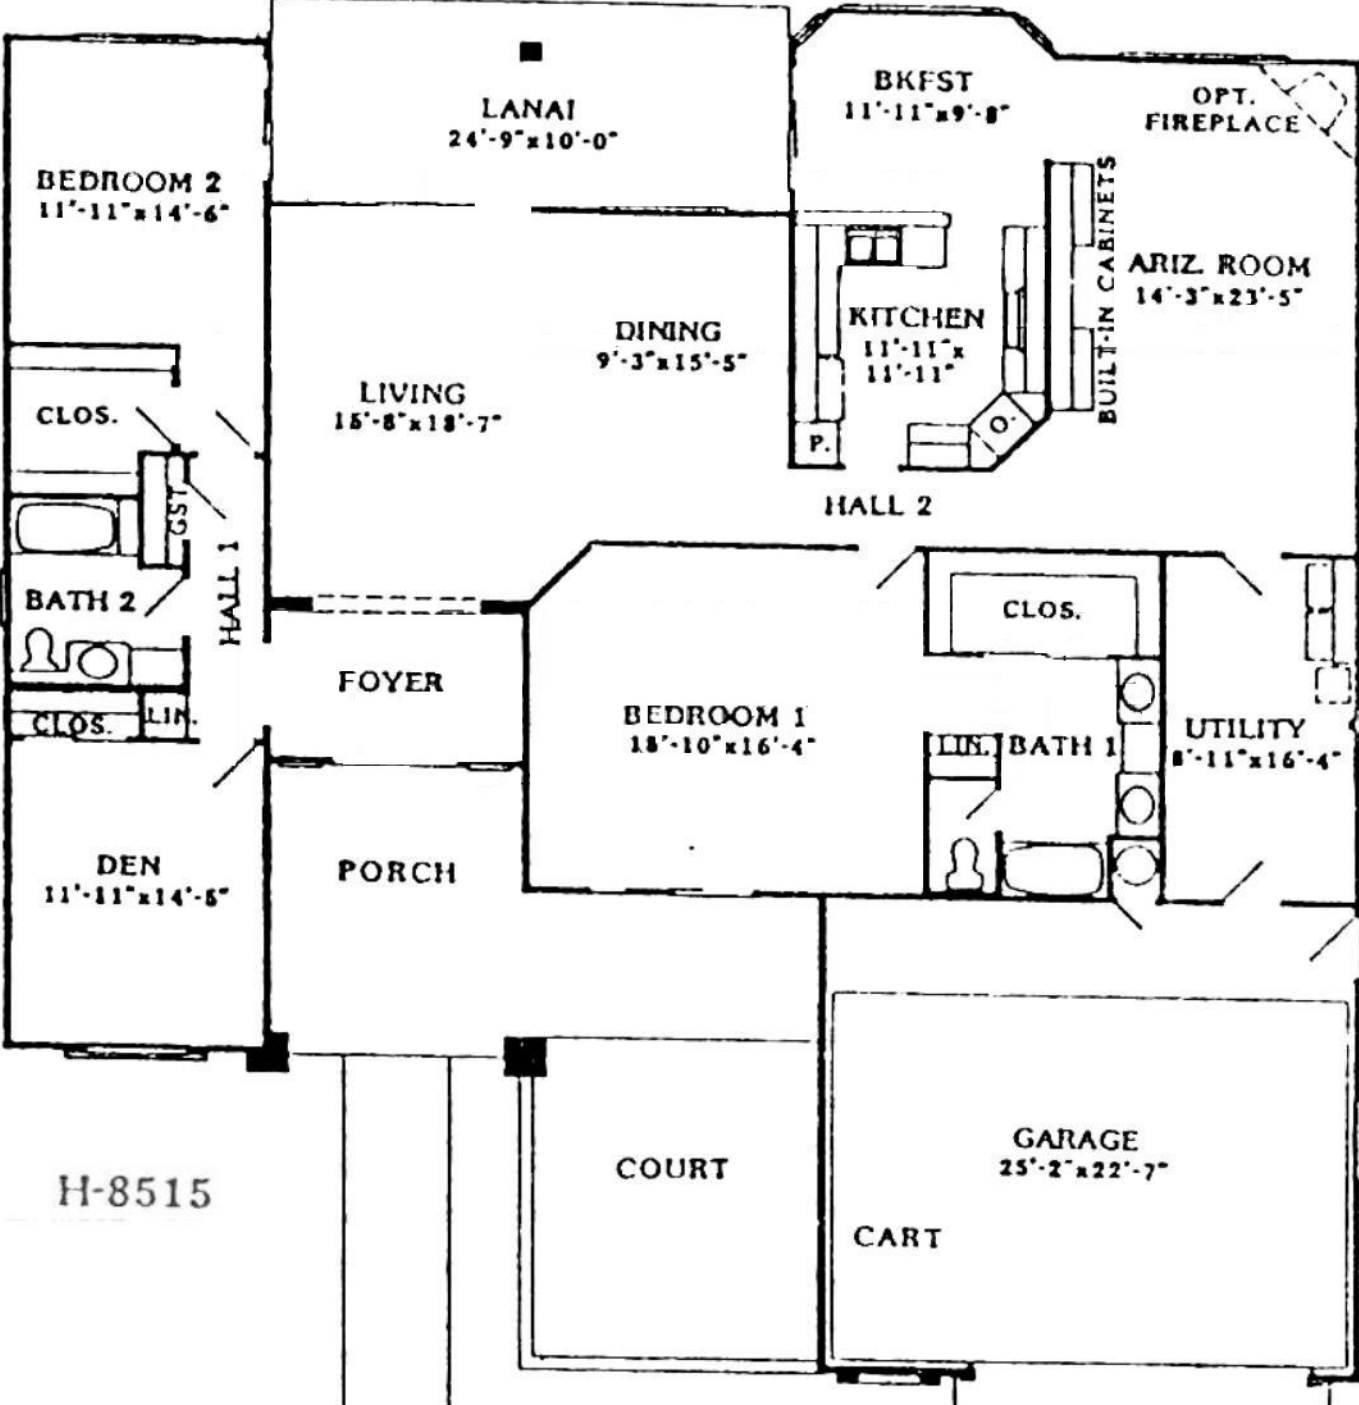 LANAI
24'-9"x10'-0"
BKFST
11'-11"x9'-8"
OPT.
FIREPLACE
BEDROOM 2
11'-11"x14'-6"
BUILT-IN CABINETS
ARIZ. ROOM
14'-3"x23'-5"
DINING
9'-3"x15'-5"
KITCHEN
11'-11"x
11'-11"
LIVING
15'-8"x18'-7"
CLOS.
P.
O.
GST
HALL 2
HALL 1
BATH 2
CLOS.
FOYER
LIN.
CLOS.
BEDROOM 1
18'-10"x16'-4"
LIN.
BATH 1
UTILITY
8'-11"x16'-4"
DEN
11'-11"x14'-5"
PORCH
GARAGE
25'-2"x22'-7"
COURT
H-8515
CART